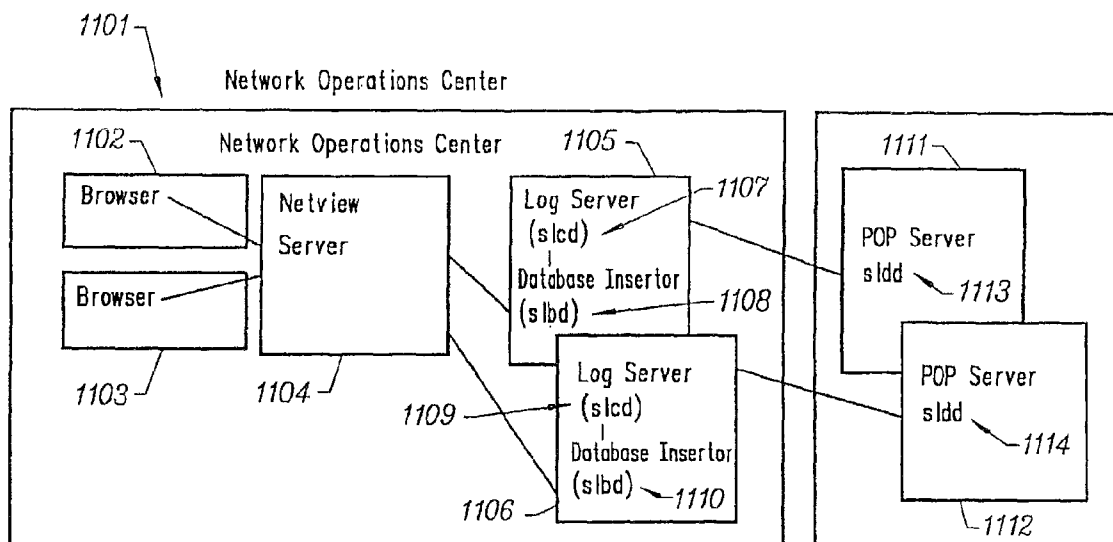 1101
Network Operations Center
1102
Network Operations Center
1105
1111
Browser
Netview
Server
Log Server
1107
(slcd)
Database Insertor
(slbd)
1108
POP Server
sldd
1113
Browser
1103
1104
Log Server
1109
(slcd)
Database Insertor
(slbd)
1110
1106
POP Server
sldd
1114
1112